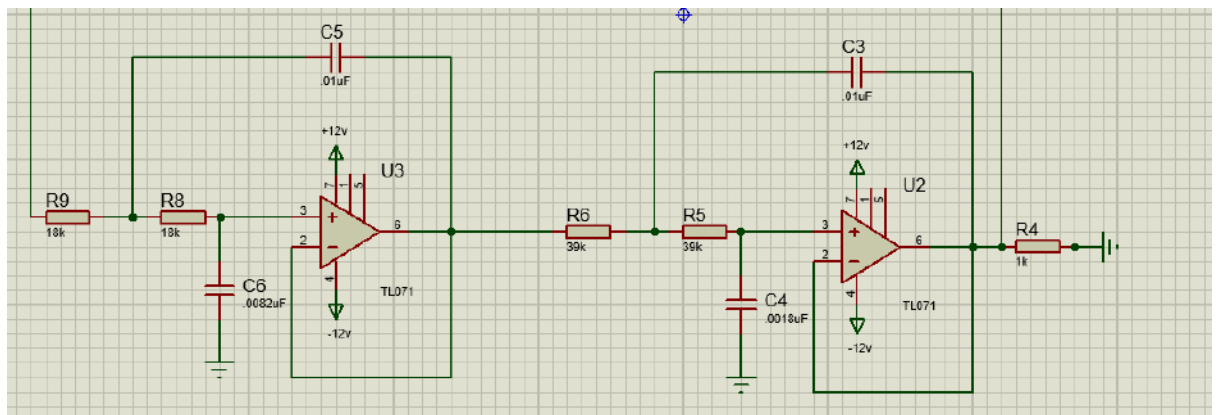 C5
.01uF
+12v
7
1
5
U3
R9
18k
R8
18k
3
2
6
4
TL071
-12v
C6
.0082uF
C3
.01uF
+12v
7
1
5
U2
R6
39k
R5
39k
3
2
6
4
TL071
-12v
C4
.0018uF
R4
1k